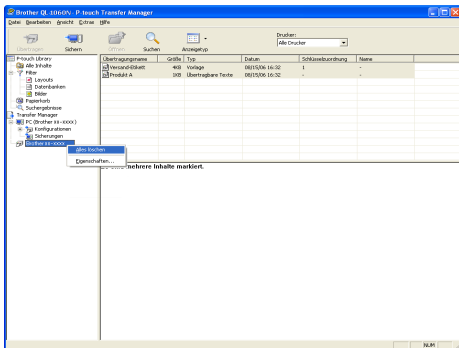 Brother QL-1060N - P-touch Transfer Manager
Datei Bearbeiten Ansicht Extras Hilfe
Drucker:
Alle Drucker
Übertragen Sichern Öffnen Suchen Anzeigetyp
P-touch Library
Alle Inhalte
Filter
Layouts
Datenbanken
Bilder
Papierkorb
Suchergebnisse
Transfer Manager
PC (Brother XX-XXXX)
Konfigurationen
Sicherungen
Brother XX-XXXX
Alles löschen
Eigenschaften...
Übertragungsname Größe Typ Datum Schlüsselzuordnung Name
Versand-Etikett 4KB Vorlage 08/15/06 16:32 1 -
Produkt A 1KB Übertragbare Texte 08/15/06 16:32 - -
mehrere Inhalte markiert.
NUM